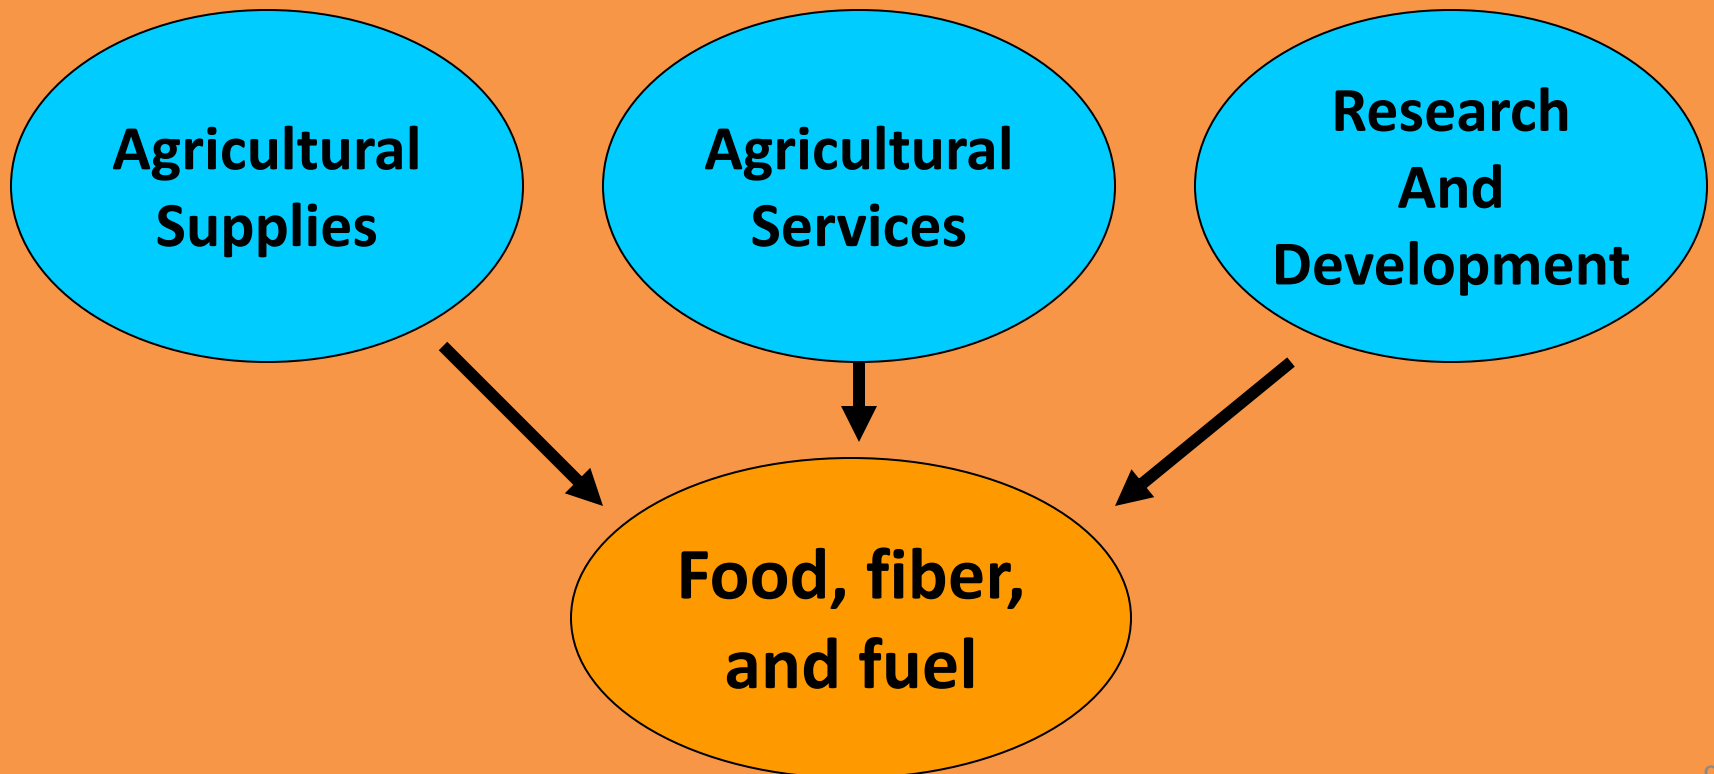 Agricultural
Supplies
Agricultural
Services
Research
And
Development
Food, fiber,
and fuel